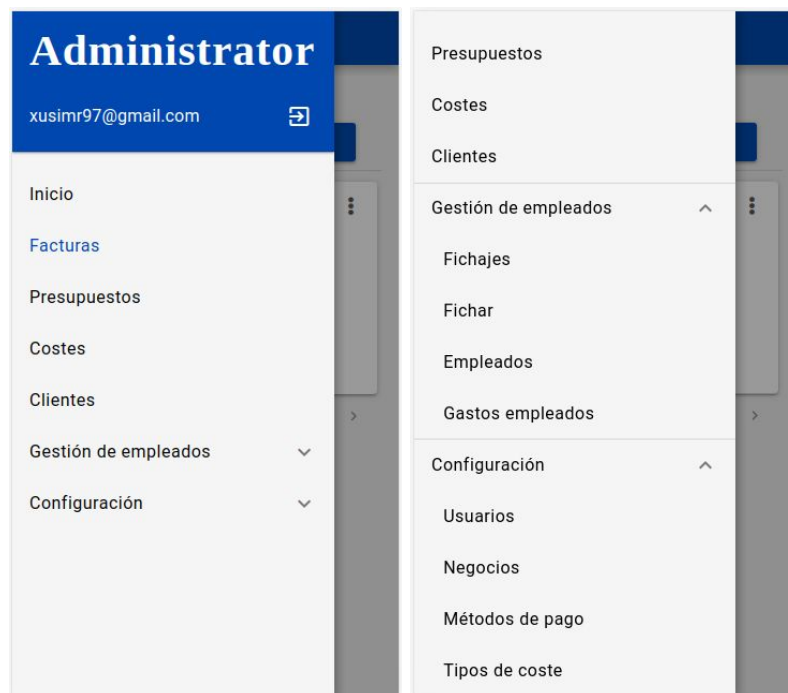 Administrator
xusimr97@gmail.com
Inicio
Facturas
Presupuestos
Costes
Clientes
Gestión de empleados
Configuración
Presupuestos
Costes
Clientes
Gestión de empleados
Fichajes
Fichar
Empleados
Gastos empleados
Configuración
Usuarios
Negocios
Métodos de pago
Tipos de coste